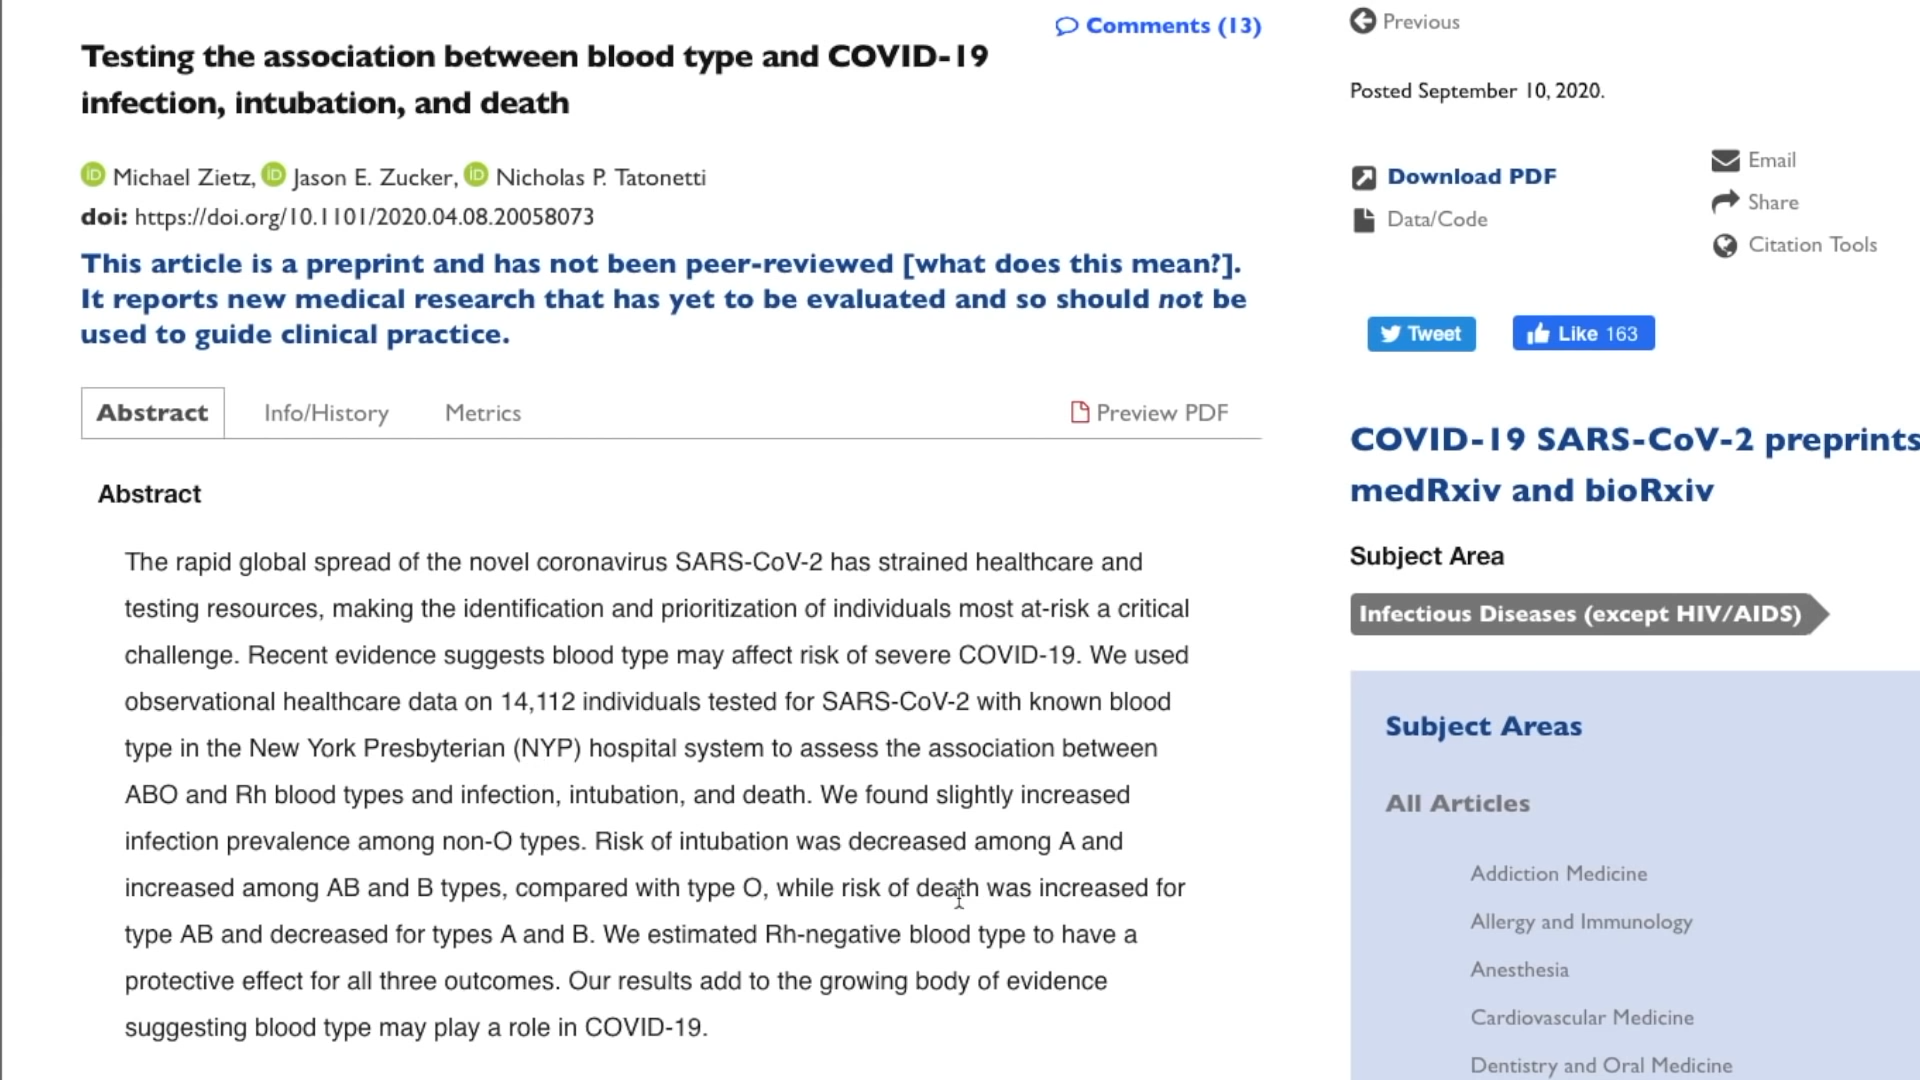 Comments (13)
Testing the association between blood type and COVID-19
infection, intubation, and death
iD Michael Zietz, iD Jason E. Zucker, iD Nicholas P. Tatonetti
doi: https://doi.org/10.1101/2020.04.08.20058073
This article is a preprint and has not been peer-reviewed [what does this mean?].
It reports new medical research that has yet to be evaluated and so should not be
used to guide clinical practice.
Abstract Info/History Metrics Preview PDF
Abstract
The rapid global spread of the novel coronavirus SARS-CoV-2 has strained healthcare and
testing resources, making the identification and prioritization of individuals most at-risk a critical
challenge. Recent evidence suggests blood type may affect risk of severe COVID-19. We used
observational healthcare data on 14,112 individuals tested for SARS-CoV-2 with known blood
type in the New York Presbyterian (NYP) hospital system to assess the association between
ABO and Rh blood types and infection, intubation, and death. We found slightly increased
infection prevalence among non-O types. Risk of intubation was decreased among A and
increased among AB and B types, compared with type O, while risk of death was increased for
type AB and decreased for types A and B. We estimated Rh-negative blood type to have a
protective effect for all three outcomes. Our results add to the growing body of evidence
suggesting blood type may play a role in COVID-19.
Previous
Posted September 10, 2020.
Download PDF
Data/Code
Email
Share
Citation Tools
Tweet
Like 163
COVID-19 SARS-CoV-2 preprints
medRxiv and bioRxiv
Subject Area
Infectious Diseases (except HIV/AIDS)
Subject Areas
All Articles
Addiction Medicine
Allergy and Immunology
Anesthesia
Cardiovascular Medicine
Dentistry and Oral Medicine